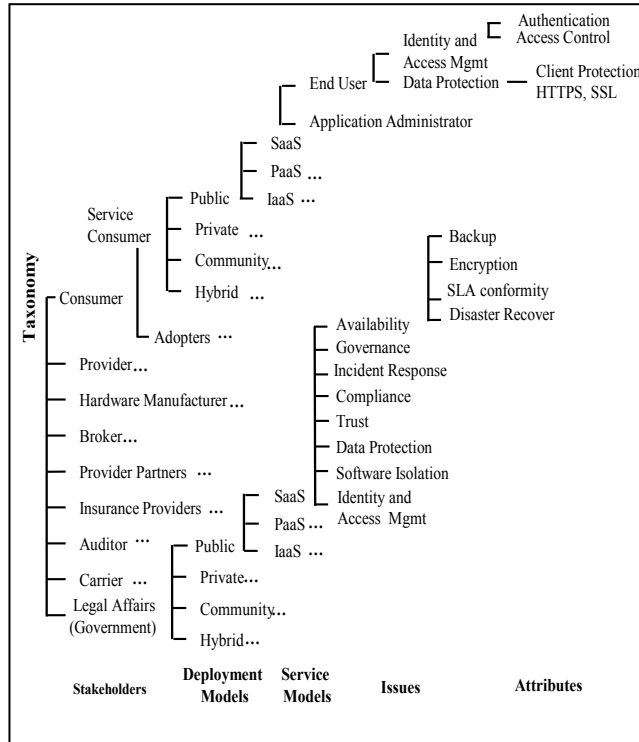 Authentication
Identity and
Access Control
Access Mgmt
End User
Data Protection
Client Protection
HTTPS, SSL
Application Administrator
SaaS
PaaS ...
Public
IaaS ...
Service
Consumer
Private ...
Community...
Hybrid ...
Backup
Encryption
SLA conformity
Disaster Recover
Taxonomy
Consumer
Adopters ...
Availability
Governance
Incident Response
Compliance
Trust
Data Protection
Software Isolation
Identity and
Access Mgmt
Provider...
Hardware Manufacturer ...
Broker...
Provider Partners ...
Insurance Providers ...
Auditor ...
Carrier ...
Legal Affairs
(Government)
SaaS
PaaS ...
Public
IaaS ...
Private...
Community...
Hybrid ...
Stakeholders
Deployment
Models
Service
Models
Issues
Attributes